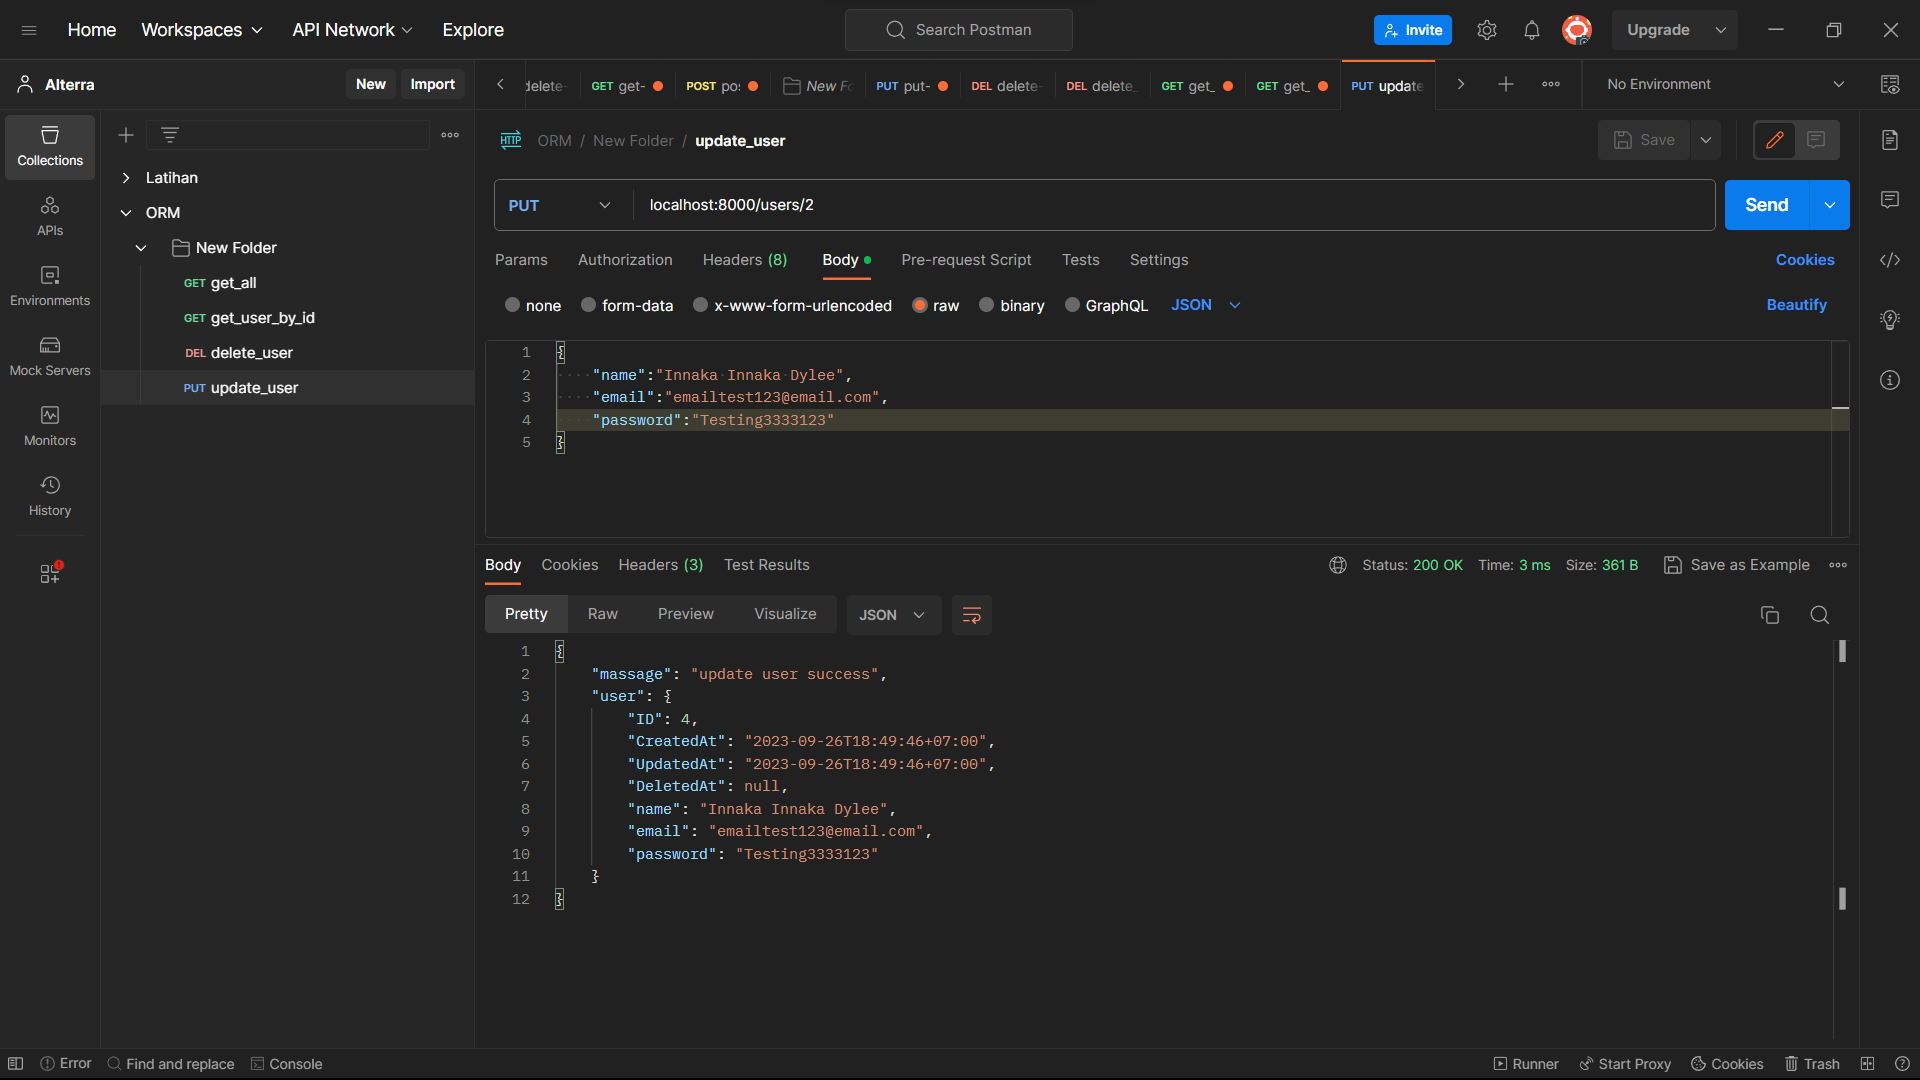 Home Workspaces API Network Explore Search Postman Invite Upgrade
Alterra New Import
delete- GET get- POST po: New Fo PUT put- DEL delete- DEL delete_ GET get_ GET get_ PUT update No Environment
Collections
APIs
Environments
Mock Servers
Monitors
History
Latihan
ORM
New Folder
GET get_all
GET get_user_by_id
DEL delete_user
PUT update_user
HTTP ORM / New Folder / update_user Save
PUT localhost:8000/users/2 Send
Params Authorization Headers (8) Body Pre-request Script Tests Settings Cookies
none form-data x-www-form-urlencoded raw binary GraphQL JSON Beautify
1 {
2 "name":"Innaka Innaka Dylee",
3 "email":"emailtest123@email.com",
4 "password":"Testing3333123"
5 }
Body Cookies Headers (3) Test Results Status: 200 OK Time: 3 ms Size: 361 B Save as Example
Pretty Raw Preview Visualize JSON
1 {
2 "massage": "update user success",
3 "user": {
4 "ID": 4,
5 "CreatedAt": "2023-09-26T18:49:46+07:00",
6 "UpdatedAt": "2023-09-26T18:49:46+07:00",
7 "DeletedAt": null,
8 "name": "Innaka Innaka Dylee",
9 "email": "emailtest123@email.com",
10 "password": "Testing3333123"
11 }
12 }
Error Find and replace Console Runner Start Proxy Cookies Trash